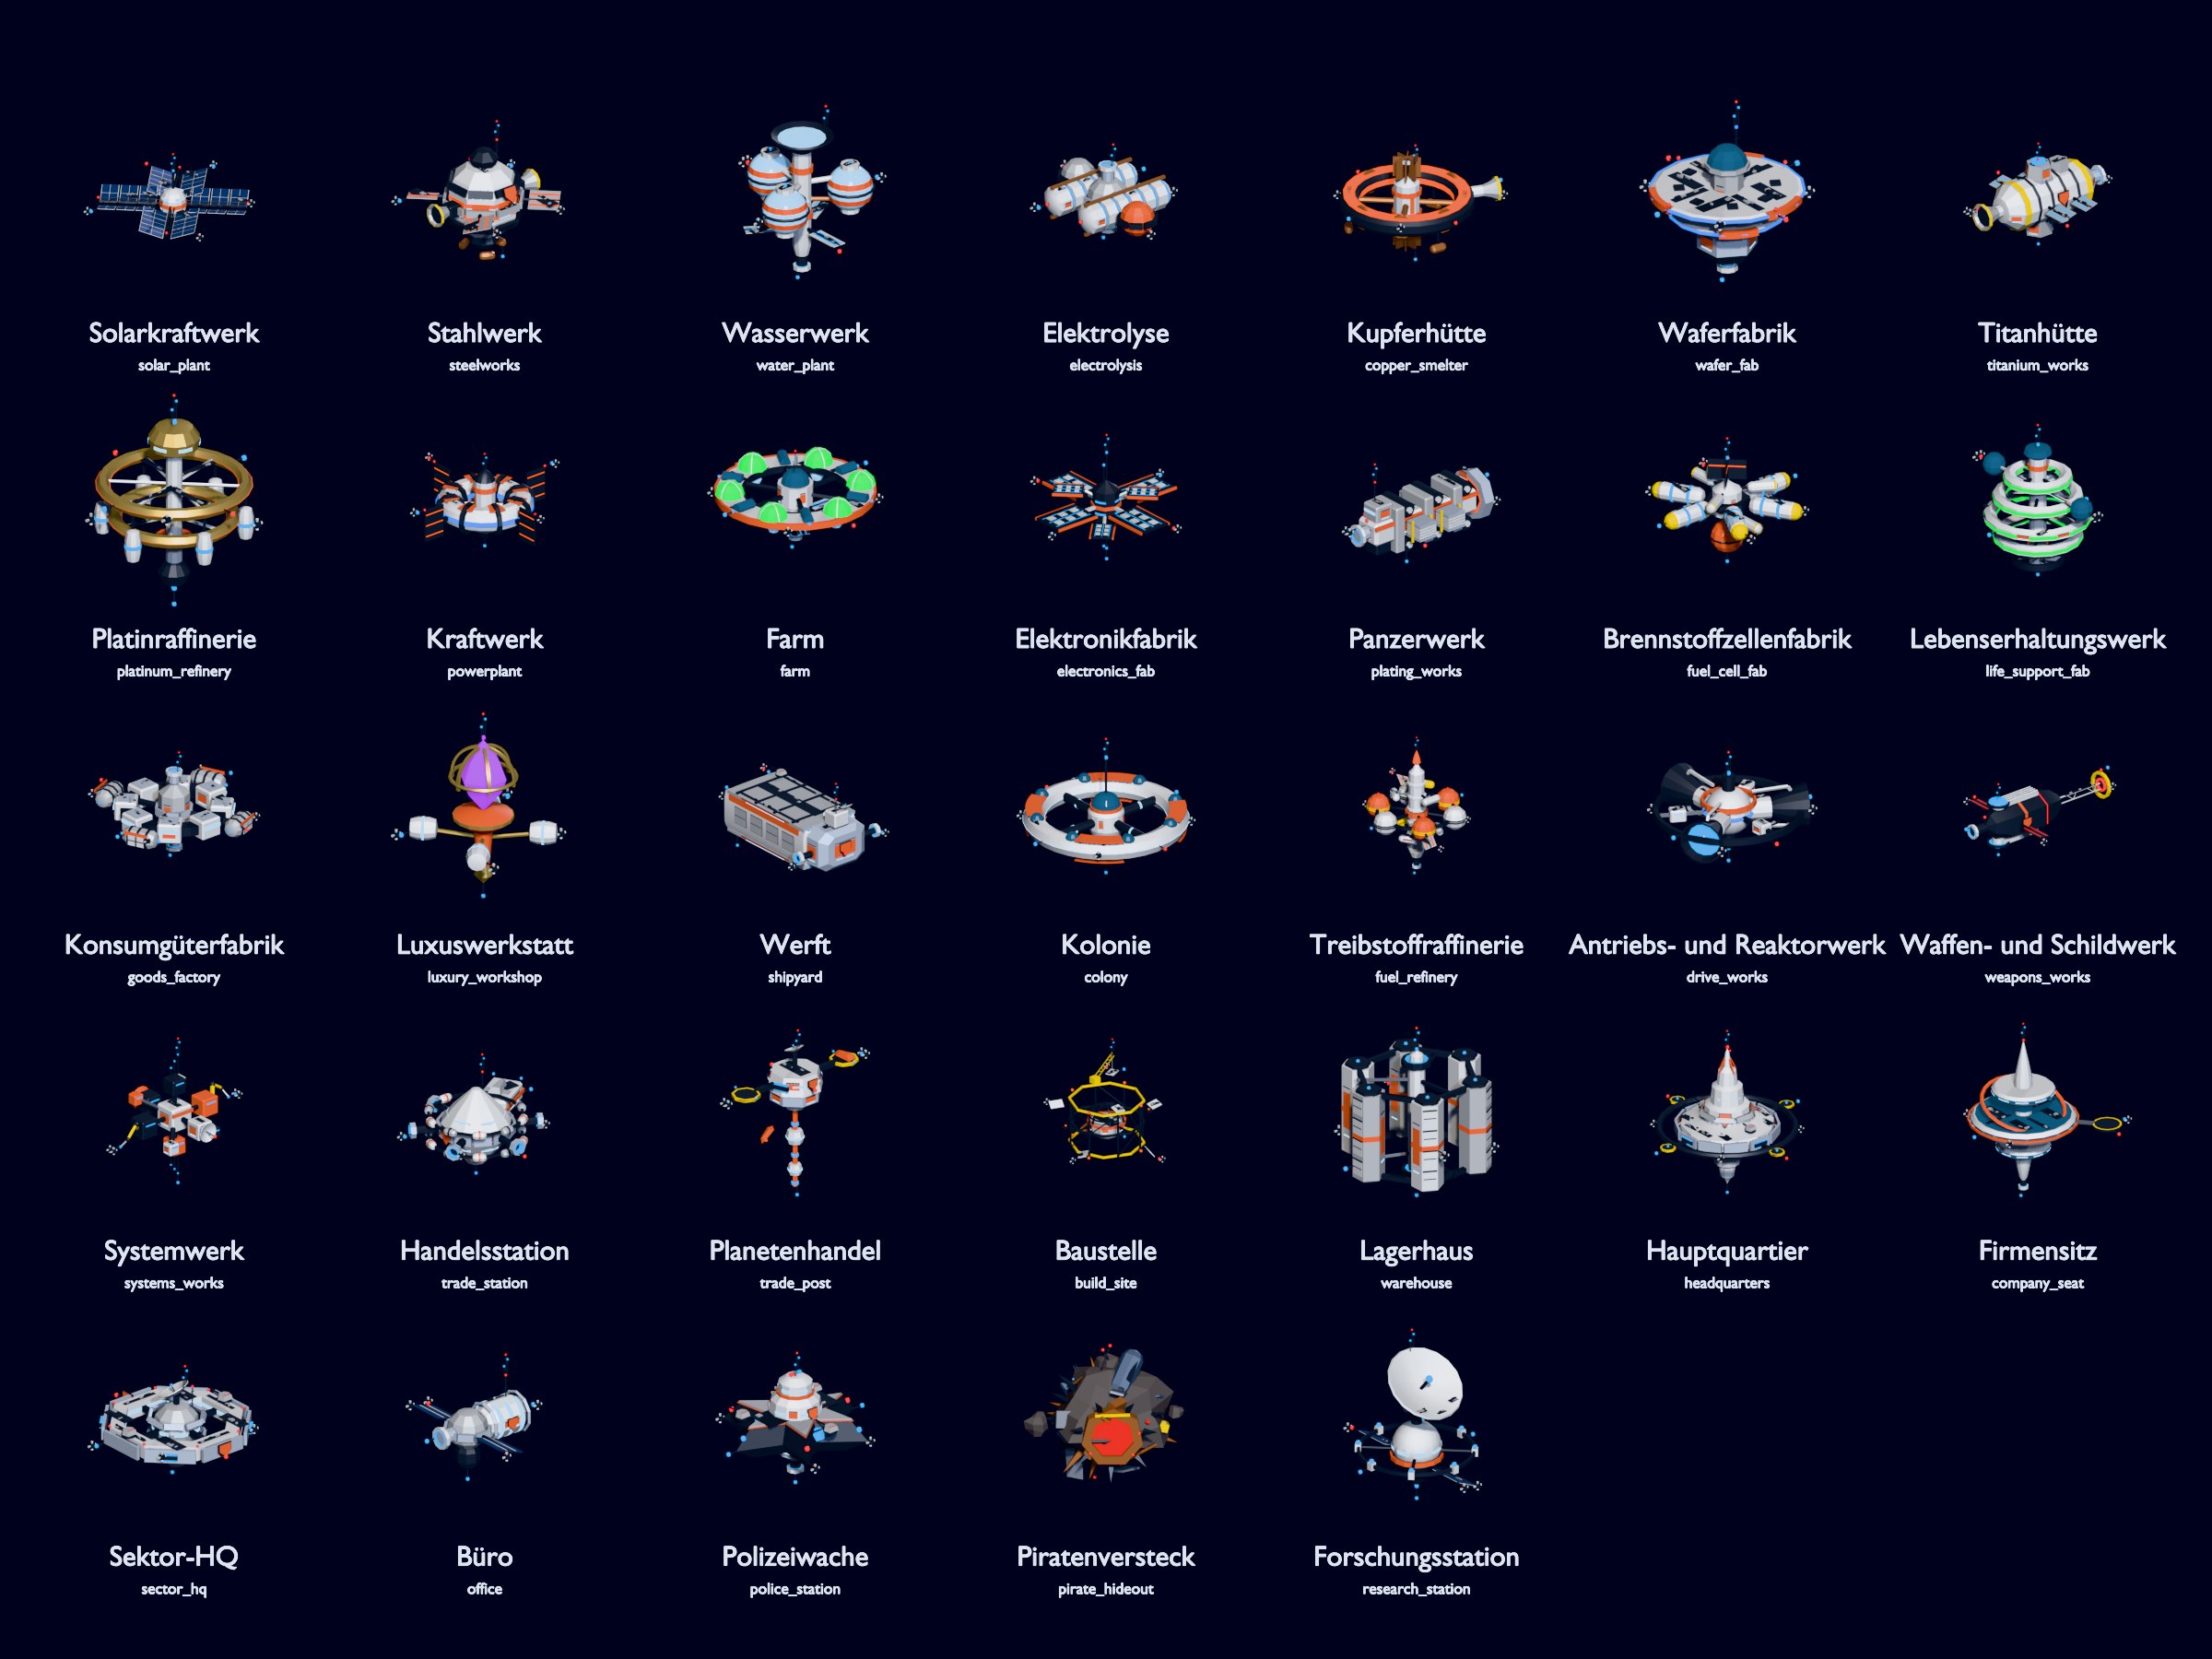 Solarkraftwerk
solar_plant
Stahlwerk
steelworks
Wasserwerk
water_plant
Elektrolyse
electrolysis
Kupferhütte
copper_smelter
Waferfabrik
wafer_fab
Titanhütte
titanium_works
Platinraffinerie
platinum_refinery
Kraftwerk
powerplant
Farm
farm
Elektronikfabrik
electronics_fab
Panzerwerk
plating_works
Brennstoffzellenfabrik
fuel_cell_fab
Lebenserhaltungswerk
life_support_fab
Konsumgüterfabrik
goods_factory
Luxuswerkstatt
luxury_workshop
Werft
shipyard
Kolonie
colony
Treibstoffraffinerie
fuel_refinery
Antriebs- und Reaktorwerk
drive_works
Waffen- und Schildwerk
weapons_works
Systemwerk
systems_works
Handelsstation
trade_station
Planetenhandel
trade_post
Baustelle
build_site
Lagerhaus
warehouse
Hauptquartier
headquarters
Firmensitz
company_seat
Sektor-HQ
sector_hq
Büro
office
Polizeiwache
police_station
Piratenversteck
pirate_hideout
Forschungsstation
research_station